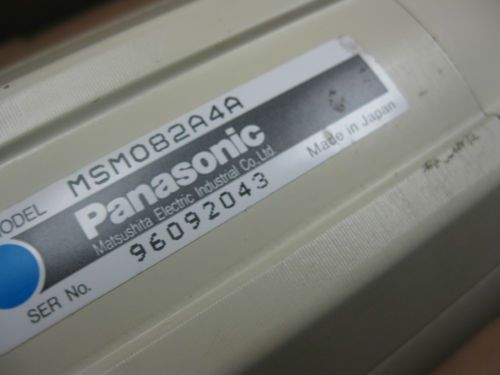 MODEL MSM082A4A
Panasonic
Matsushita Electric Industrial Co. Ltd. Made in Japan
SER No. 96092043